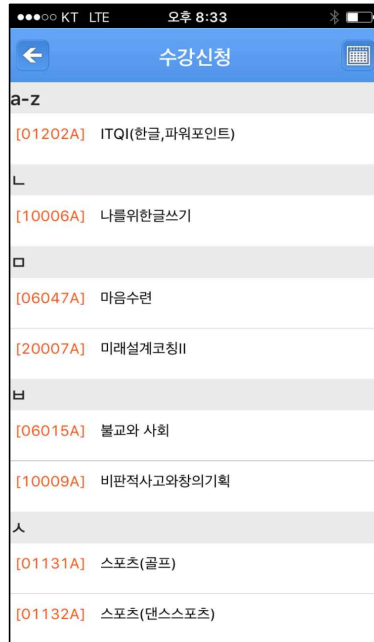 KT LTE 오후 8:33
수강신청
a-z
[01202A] ITQI(한글,파워포인트)
ㄴ
[10006A] 나를위한글쓰기
ㅁ
[06047A] 마음수련
[20007A] 미래설계코칭II
ㅂ
[06015A] 불교와 사회
[10009A] 비판적사고와창의기획
ㅅ
[01131A] 스포츠(골프)
[01132A] 스포츠(댄스스포츠)